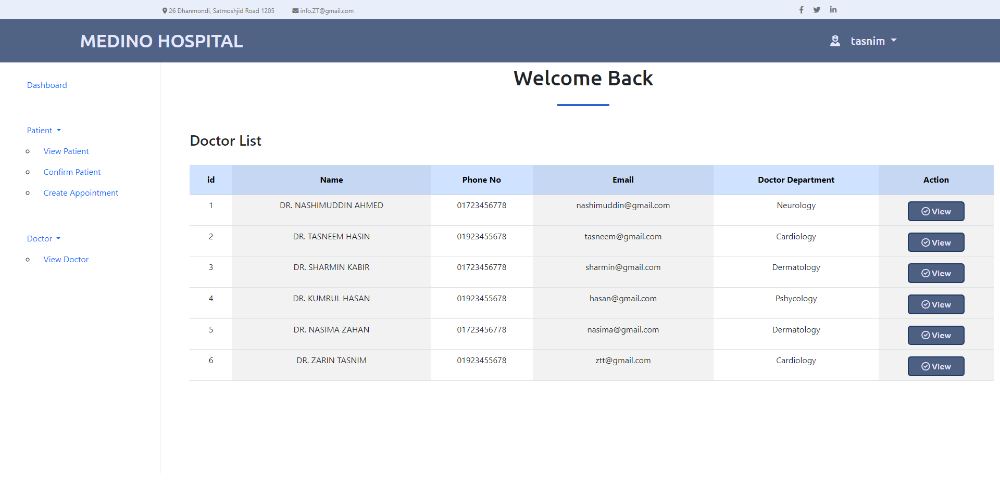 26 Dhanmondi, Satmoshjid Road 1205 info.ZT@gmail.com
MEDINO HOSPITAL tasnim
Welcome Back
Dashboard
Patient
View Patient
Confirm Patient
Create Appointment
Doctor
View Doctor
Doctor List
id Name Phone No Email Doctor Department Action
1 DR. NASHIMUDDIN AHMED 01723456778 nashimuddin@gmail.com Neurology View
2 DR. TASNEEM HASIN 01923455678 tasneem@gmail.com Cardiology View
3 DR. SHARMIN KABIR 01723456778 sharmin@gmail.com Dermatology View
4 DR. KUMRUL HASAN 01923455678 hasan@gmail.com Pshycology View
5 DR. NASIMA ZAHAN 01723456778 nasima@gmail.com Dermatology View
6 DR. ZARIN TASNIM 01923455678 ztt@gmail.com Cardiology View